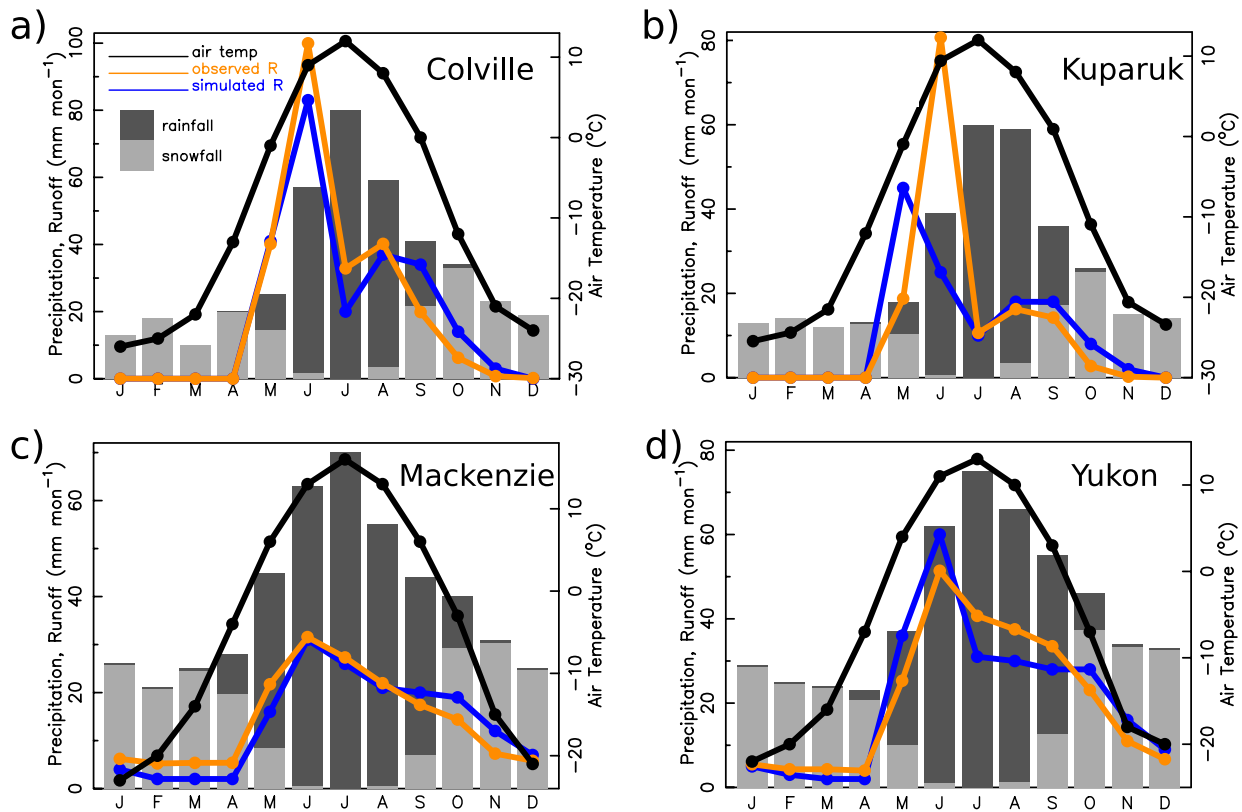 a)
Colville
air temp
observed R
simulated R
rainfall
snowfall
Precipitation, Runoff (mm mon⁻¹)
0 20 40 60 80 100
Air Temperature (°C)
−30 −20 −10 0 10
J F M A M J J A S O N D
b)
Kuparuk
Precipitation, Runoff (mm mon⁻¹)
0 20 40 60 80
Air Temperature (°C)
−30 −20 −10 0 10
J F M A M J J A S O N D
c)
Mackenzie
Precipitation, Runoff (mm mon⁻¹)
0 20 40 60
Air Temperature (°C)
−20 −10 0 10
J F M A M J J A S O N D
d)
Yukon
Precipitation, Runoff (mm mon⁻¹)
0 20 40 60 80
Air Temperature (°C)
−20 −10 0 10
J F M A M J J A S O N D